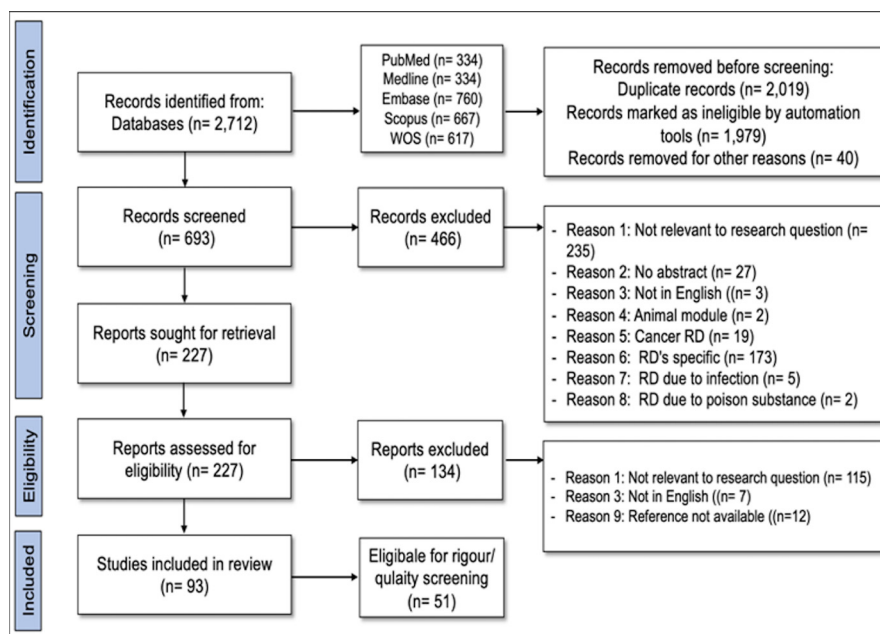 Identification
Records identified from:
Databases (n= 2,712)
PubMed (n= 334)
Medline (n= 334)
Embase (n= 760)
Scopus (n= 667)
WOS (n= 617)
Records removed before screening:
Duplicate records (n = 2,019)
Records marked as ineligible by automation
tools (n = 1,979)
Records removed for other reasons (n= 40)
Screening
Records screened
(n= 693)
Records excluded
(n= 466)
- Reason 1: Not relevant to research question (n=
235)
- Reason 2: No abstract (n= 27)
- Reason 3: Not in English ((n= 3)
- Reason 4: Animal module (n= 2)
- Reason 5: Cancer RD (n= 19)
- Reason 6: RD's specific (n= 173)
- Reason 7: RD due to infection (n= 5)
- Reason 8: RD due to poison substance (n= 2)
Reports sought for retrieval
(n= 227)
Eligibility
Reports assessed for
eligibility (n= 227)
Reports excluded
(n= 134)
- Reason 1: Not relevant to research question (n= 115)
- Reason 3: Not in English ((n= 7)
- Reason 9: Reference not available ((n=12)
Included
Studies included in review
(n= 93)
Eligibale for rigour/
qulaity screening
(n= 51)